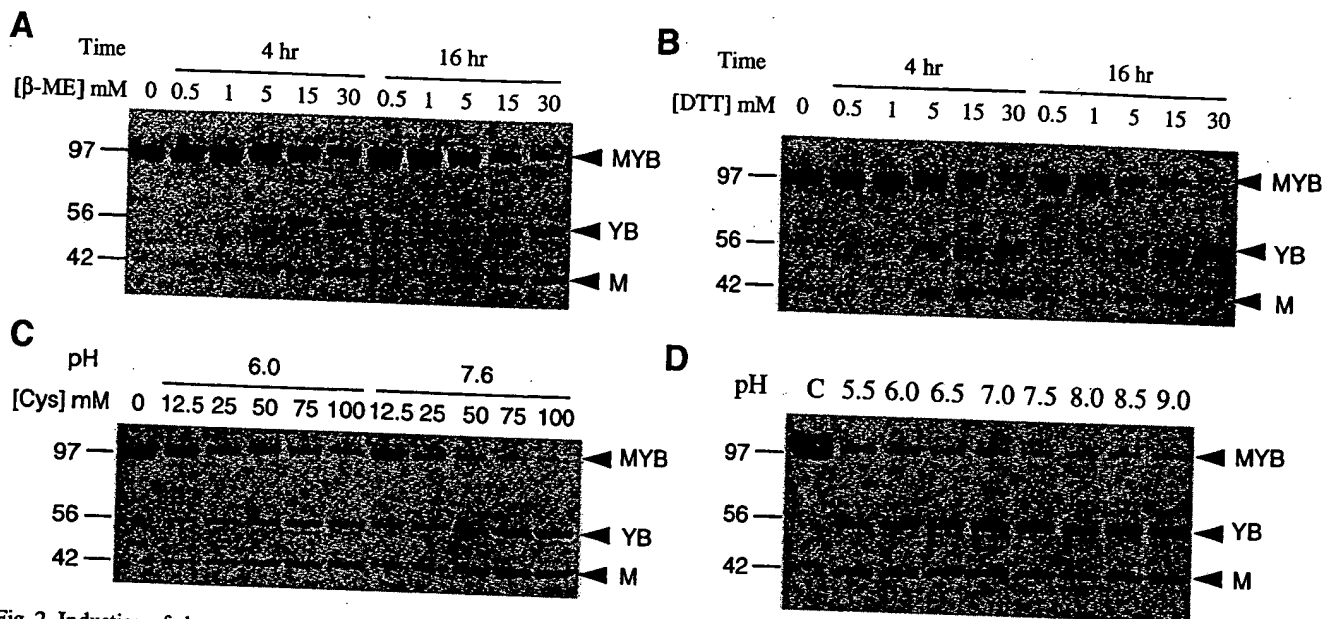 A
Time 4 hr 16 hr
[β-ME] mM 0 0.5 1 5 15 30 0.5 1 5 15 30
97 MYB
56 YB
42 M
B
Time 4 hr 16 hr
[DTT] mM 0 0.5 1 5 15 30 0.5 1 5 15 30
97 MYB
56 YB
42 M
C
pH 6.0 7.6
[Cys] mM 0 12.5 25 50 75 100 12.5 25 50 75 100
97 MYB
56 YB
42 M
D
pH C 5.5 6.0 6.5 7.0 7.5 8.0 8.5 9.0
97 MYB
56 YB
42 M
Fig. 2 Induction of